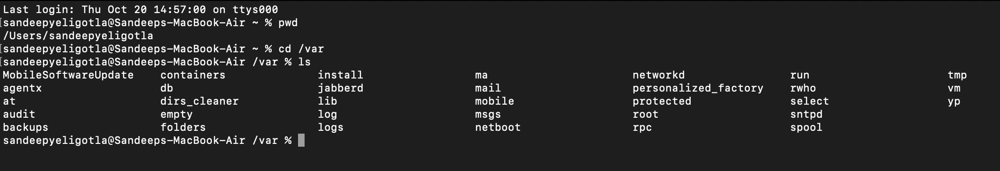 Last login: Thu Oct 20 14:57:00 on ttys000
[sandeepyeligotla@Sandeeps-MacBook-Air ~ % pwd
/Users/sandeepyeligotla
[sandeepyeligotla@Sandeeps-MacBook-Air ~ % cd /var
[sandeepyeligotla@Sandeeps-MacBook-Air /var % ls
MobileSoftwareUpdate containers install ma networkd run tmp
agentx db jabberd mail personalized_factory rwho vm
at dirs_cleaner lib mobile protected select yp
audit empty log msgs root sntpd
backups folders logs netboot rpc spool
sandeepyeligotla@Sandeeps-MacBook-Air /var %